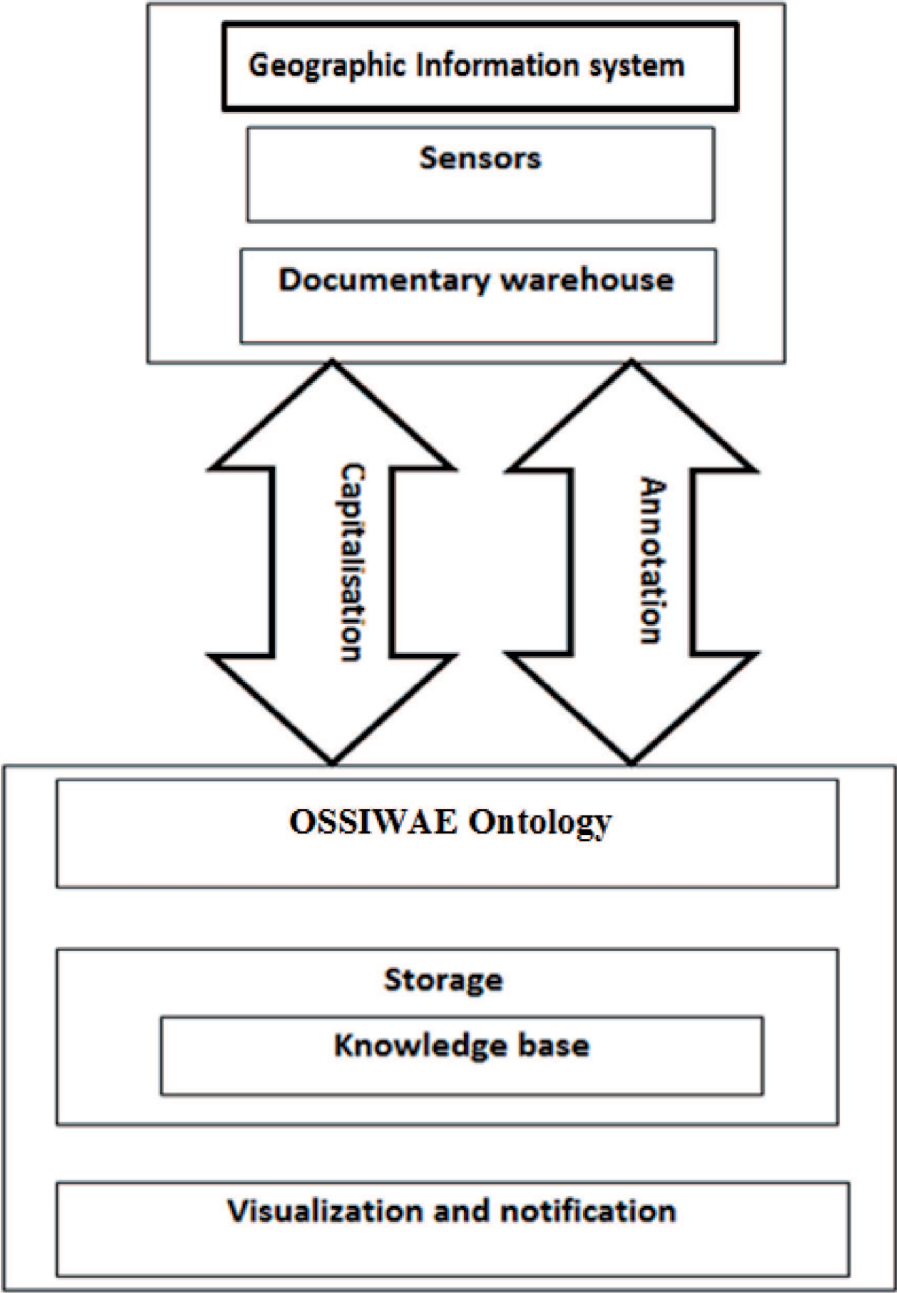 Geographic Information system
Sensors
Documentary warehouse
Capitalisation
Annotation
OSSIWAE Ontology
Storage
Knowledge base
Visualization and notification